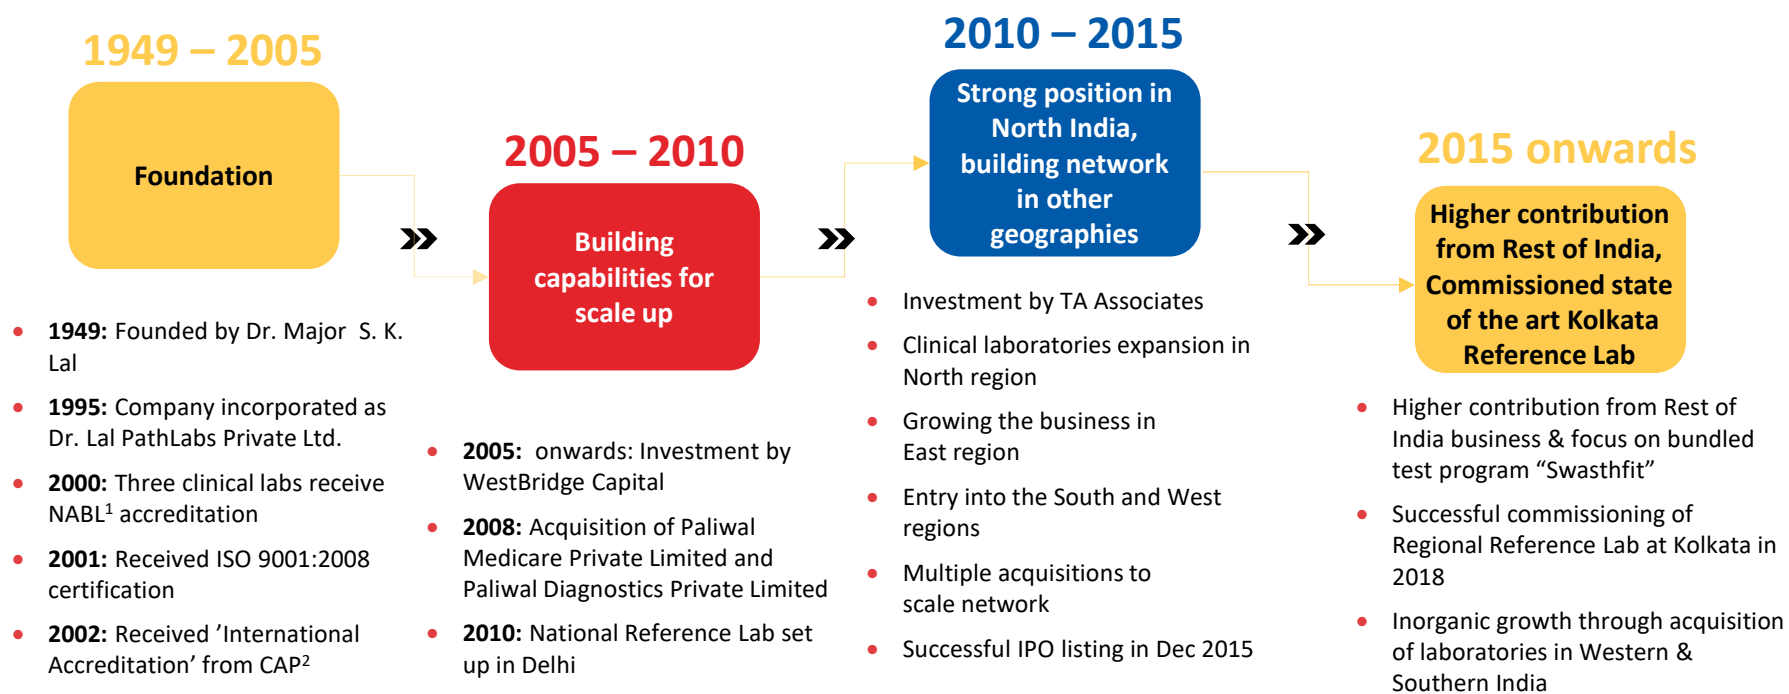 1949 – 2005
Foundation
• 1949: Founded by Dr. Major S. K.
Lal
• 1995: Company incorporated as
Dr. Lal PathLabs Private Ltd.
• 2000: Three clinical labs receive
NABL1 accreditation
• 2001: Received ISO 9001:2008
certification
• 2002: Received ’International
Accreditation’ from CAP2
2005 – 2010
Building
capabilities for
scale up
• 2005: onwards: Investment by
WestBridge Capital
• 2008: Acquisition of Paliwal
Medicare Private Limited and
Paliwal Diagnostics Private Limited
• 2010: National Reference Lab set
up in Delhi
2010 – 2015
Strong position in
North India,
building network
in other
geographies
• Investment by TA Associates
• Clinical laboratories expansion in
North region
• Growing the business in
East region
• Entry into the South and West
regions
• Multiple acquisitions to
scale network
• Successful IPO listing in Dec 2015
2015 onwards
Higher contribution
from Rest of India,
Commissioned state
of the art Kolkata
Reference Lab
• Higher contribution from Rest of
India business & focus on bundled
test program “Swasthfit”
• Successful commissioning of
Regional Reference Lab at Kolkata in
2018
• Inorganic growth through acquisition
of laboratories in Western &
Southern India